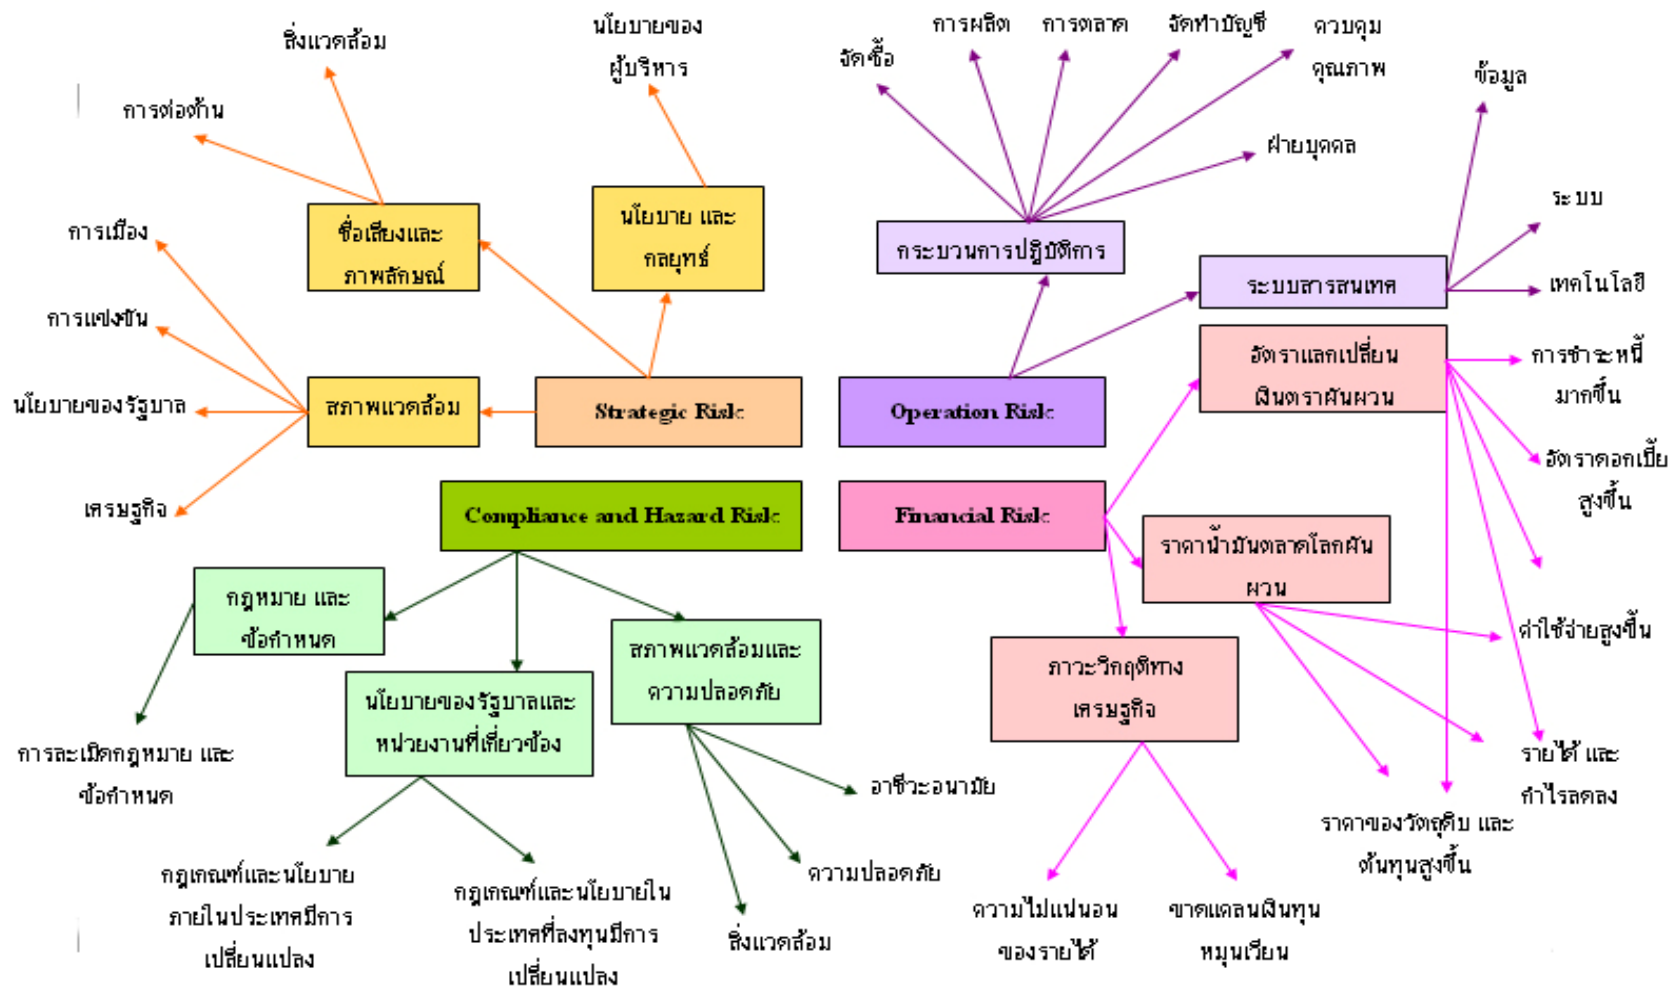 สิ่งแวดล้อม
นโยบายของ
ผู้บริหาร
การต่อต้าน
ชื่อเสียงและ
ภาพลักษณ์
นโยบาย และ
กลยุทธ์
การเมือง
การแข่งขัน
นโยบายของรัฐบาล
เศรษฐกิจ
สภาพแวดล้อม
Strategic Risk
จัดซื้อ
การผลิต
การตลาด
จัดทำบัญชี
ควบคุม
คุณภาพ
ฝ่ายบุคคล
กระบวนการปฏิบัติการ
ข้อมูล
ระบบ
เทคโนโลยี
ระบบสารสนเทศ
Operation Risk
Compliance and Hazard Risk
กฎหมาย และ
ข้อกำหนด
การละเมิดกฎหมาย และ
ข้อกำหนด
นโยบายของรัฐบาลและ
หน่วยงานที่เกี่ยวข้อง
กฎเกณฑ์และนโยบาย
ภายในประเทศมีการ
เปลี่ยนแปลง
กฎเกณฑ์และนโยบายใน
ประเทศที่ลงทุนมีการ
เปลี่ยนแปลง
สภาพแวดล้อมและ
ความปลอดภัย
อาชีวะอนามัย
ความปลอดภัย
สิ่งแวดล้อม
Financial Risk
อัตราแลกเปลี่ยน
เงินตราผันผวน
การชำระหนี้
มากขึ้น
อัตราดอกเบี้ย
สูงขึ้น
ราคาน้ำมันตลาดโลกผัน
ผวน
ค่าใช้จ่ายสูงขึ้น
รายได้ และ
กำไรลดลง
ราคาของวัตถุดิบ และ
ต้นทุนสูงขึ้น
ภาวะวิกฤติทาง
เศรษฐกิจ
ความไม่แน่นอน
ของรายได้
ขาดแคลนเงินทุน
หมุนเวียน